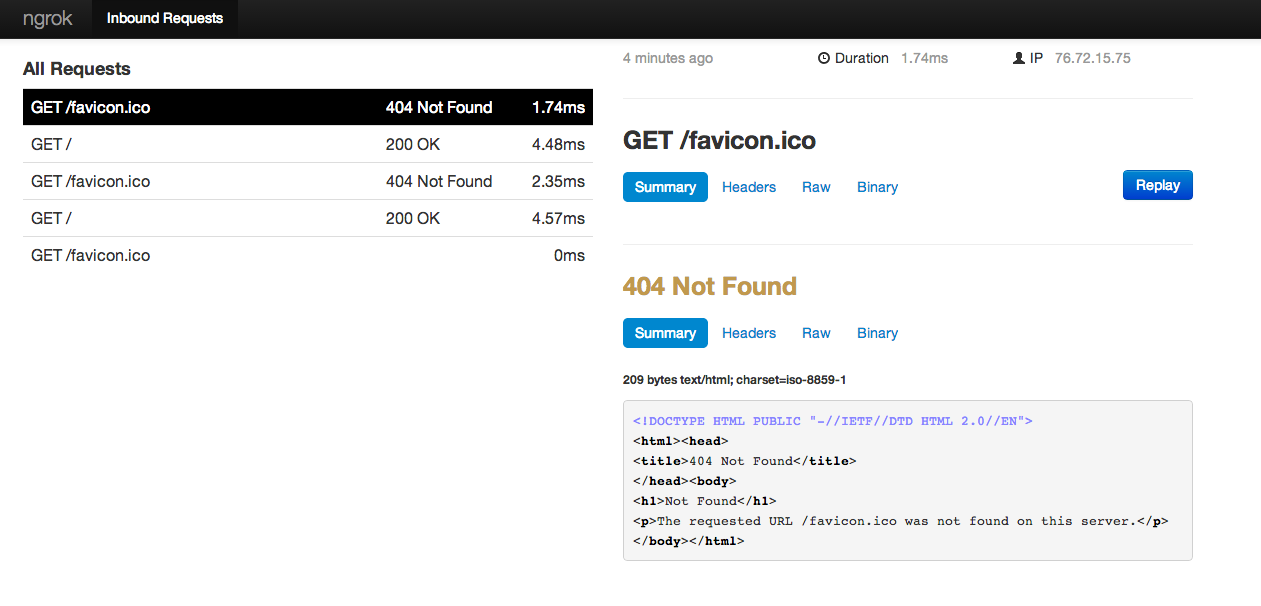 ngrok Inbound Requests
All Requests
GET /favicon.ico 404 Not Found 1.74ms
GET / 200 OK 4.48ms
GET /favicon.ico 404 Not Found 2.35ms
GET / 200 OK 4.57ms
GET /favicon.ico 0ms
4 minutes ago Duration 1.74ms IP 76.72.15.75
GET /favicon.ico
Summary Headers Raw Binary Replay
404 Not Found
Summary Headers Raw Binary
209 bytes text/html; charset=iso-8859-1
<!DOCTYPE HTML PUBLIC "-//IETF//DTD HTML 2.0//EN">
<html><head>
<title>404 Not Found</title>
</head><body>
<h1>Not Found</h1>
<p>The requested URL /favicon.ico was not found on this server.</p>
</body></html>